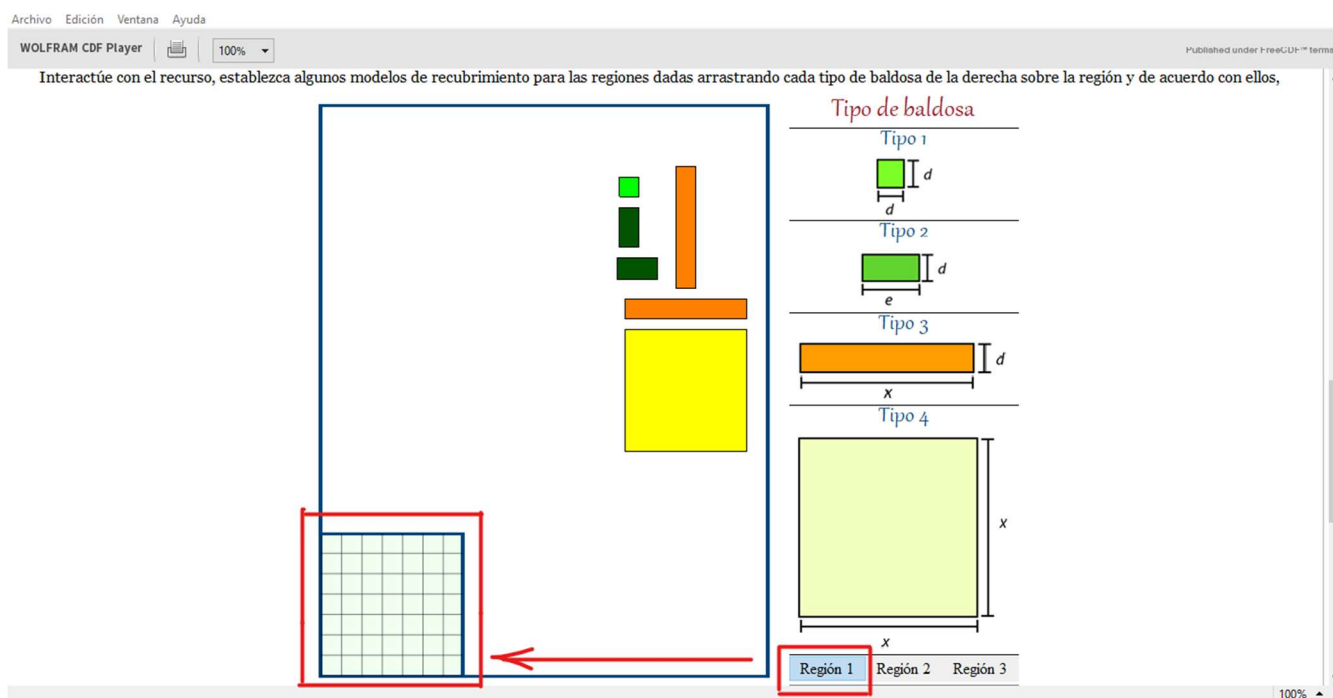 Archivo Edición Ventana Ayuda
WOLFRAM CDF Player 100% Published under FreeCDF™ terms
Interactúe con el recurso, establezca algunos modelos de recubrimiento para las regiones dadas arrastrando cada tipo de baldosa de la derecha sobre la región y de acuerdo con ellos,
Tipo de baldosa
Tipo 1
d
d
Tipo 2
d
e
Tipo 3
d
x
Tipo 4
x
x
Región 1 Región 2 Región 3
100%